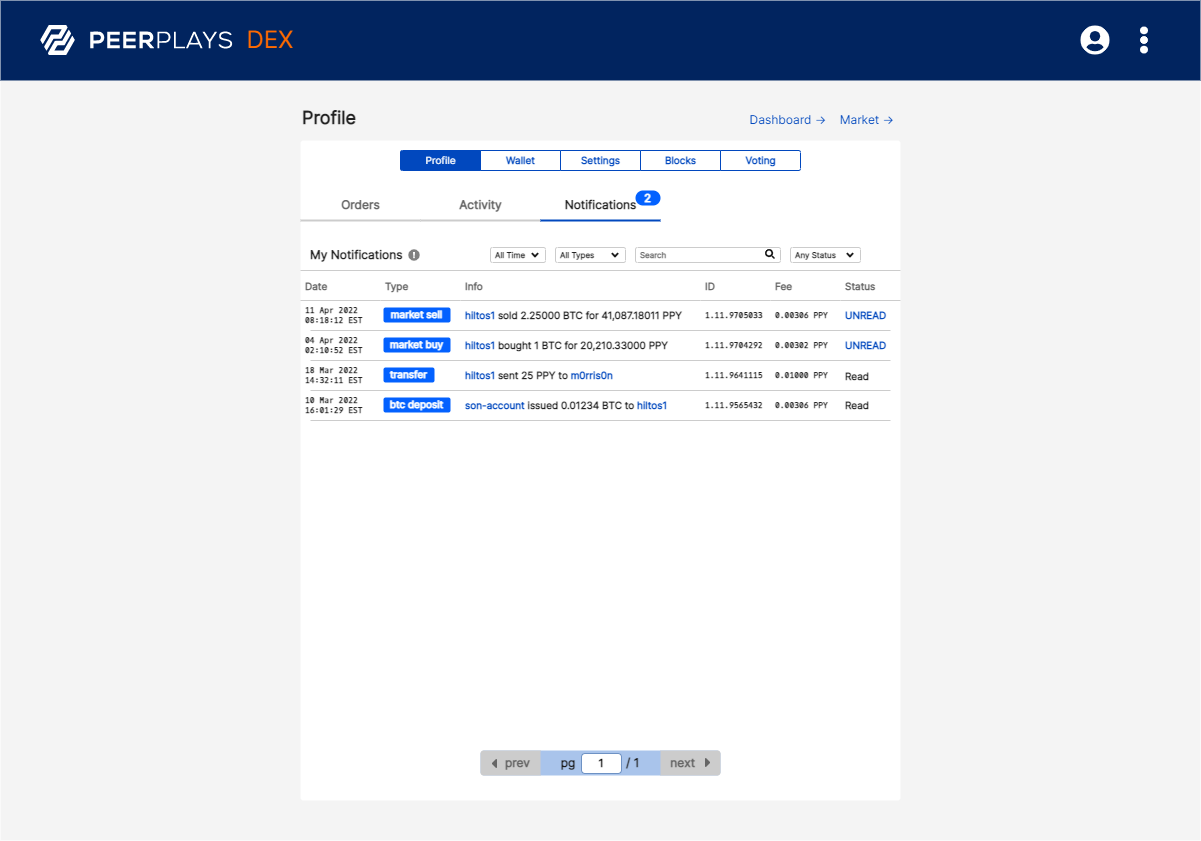 PEERPLAYS DEX
Profile
Dashboard → Market →
Profile Wallet Settings Blocks Voting
Orders Activity Notifications 2
My Notifications ! All Time All Types Search Any Status
Date Type Info ID Fee Status
11 Apr 2022
08:18:12 EST market sell hiltos1 sold 2.25000 BTC for 41,087.18011 PPY 1.11.9705033 0.00306 PPY UNREAD
04 Apr 2022
02:10:52 EST market buy hiltos1 bought 1 BTC for 20,210.33000 PPY 1.11.9704292 0.00302 PPY UNREAD
18 Mar 2022
14:32:11 EST transfer hiltos1 sent 25 PPY to m0rris0n 1.11.9641115 0.01000 PPY Read
10 Mar 2022
16:01:29 EST btc deposit son-account issued 0.01234 BTC to hiltos1 1.11.9565432 0.00306 PPY Read
prev pg 1 / 1 next